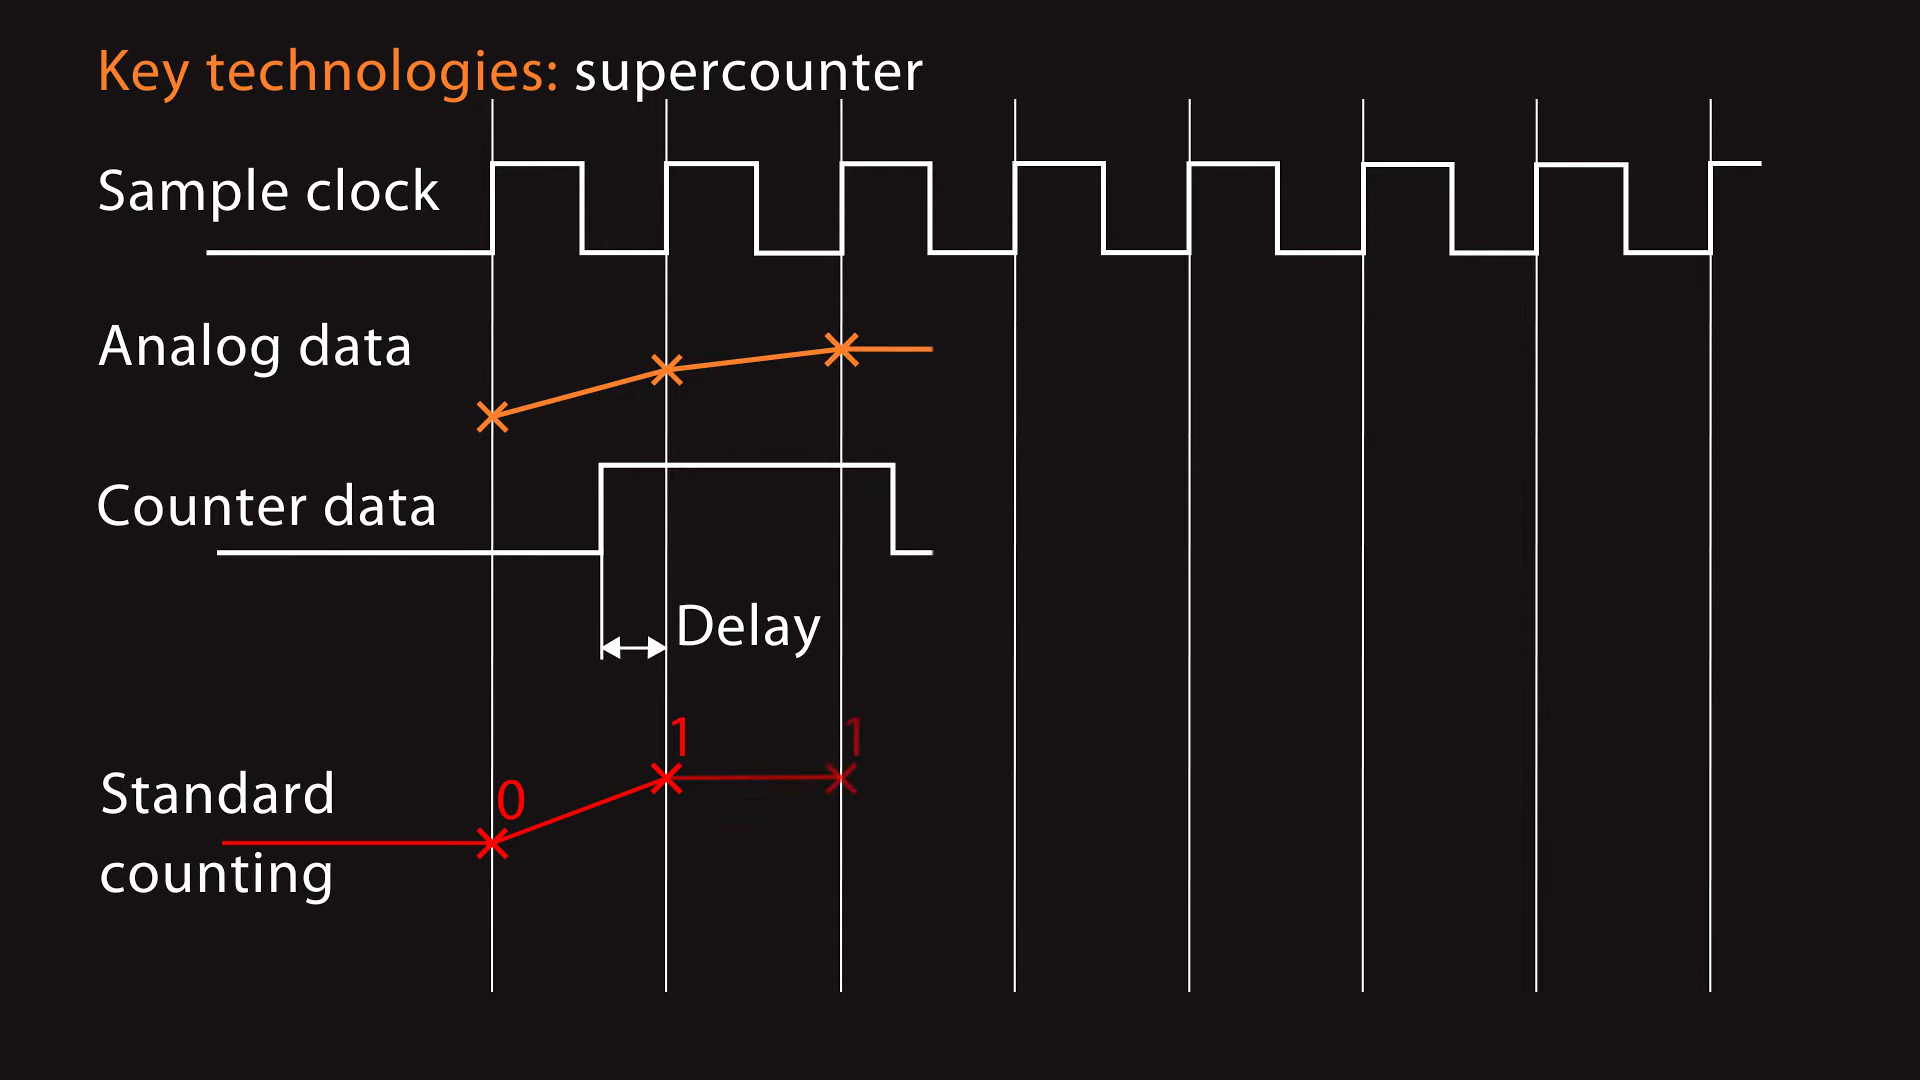 Key technologies: supercounter
Sample clock
Analog data
Counter data
Delay
1 1
0
Standard
counting